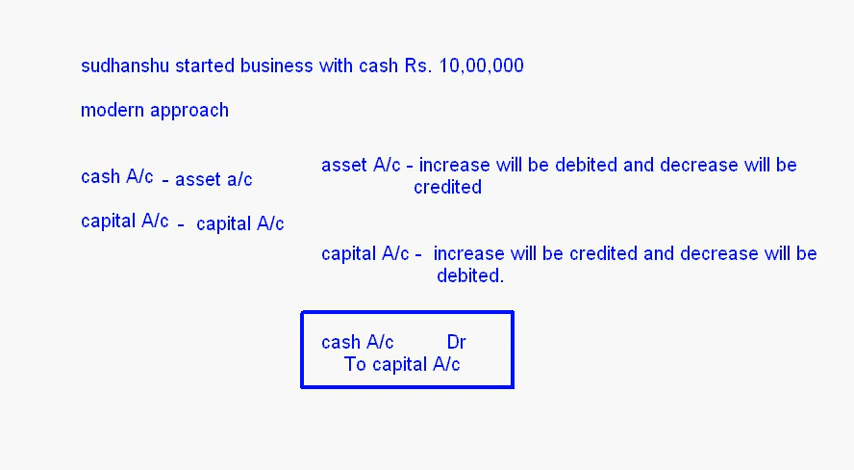 sudhanshu started business with cash Rs. 10,00,000
modern approach
cash A/c - asset a/c
capital A/c - capital A/c
asset A/c - increase will be debited and decrease will be
credited
capital A/c - increase will be credited and decrease will be
debited.
cash A/c Dr
To capital A/c